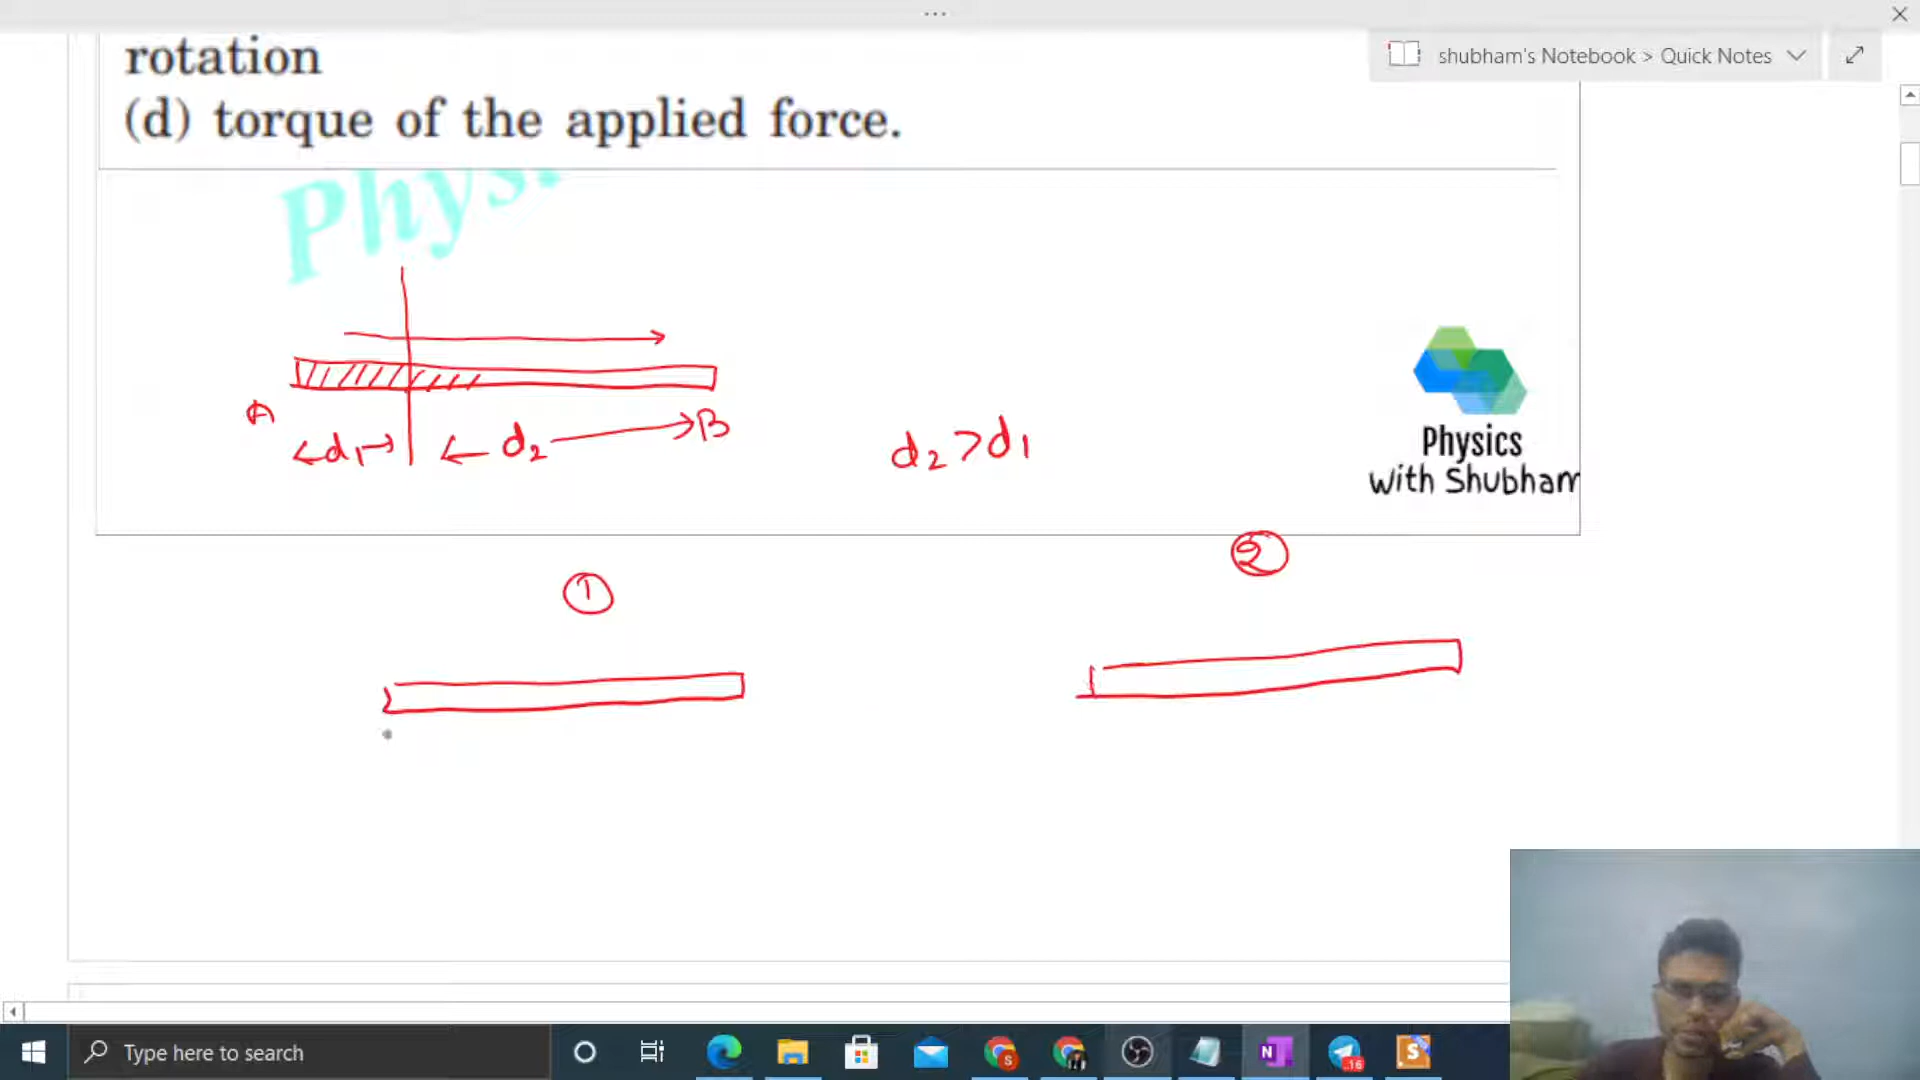 rotation
(d) torque of the applied force.
shubham's Notebook > Quick Notes
Phys
A
d1
d2
B
d2 > d1
Physics
with Shubham
1
2
Type here to search
16